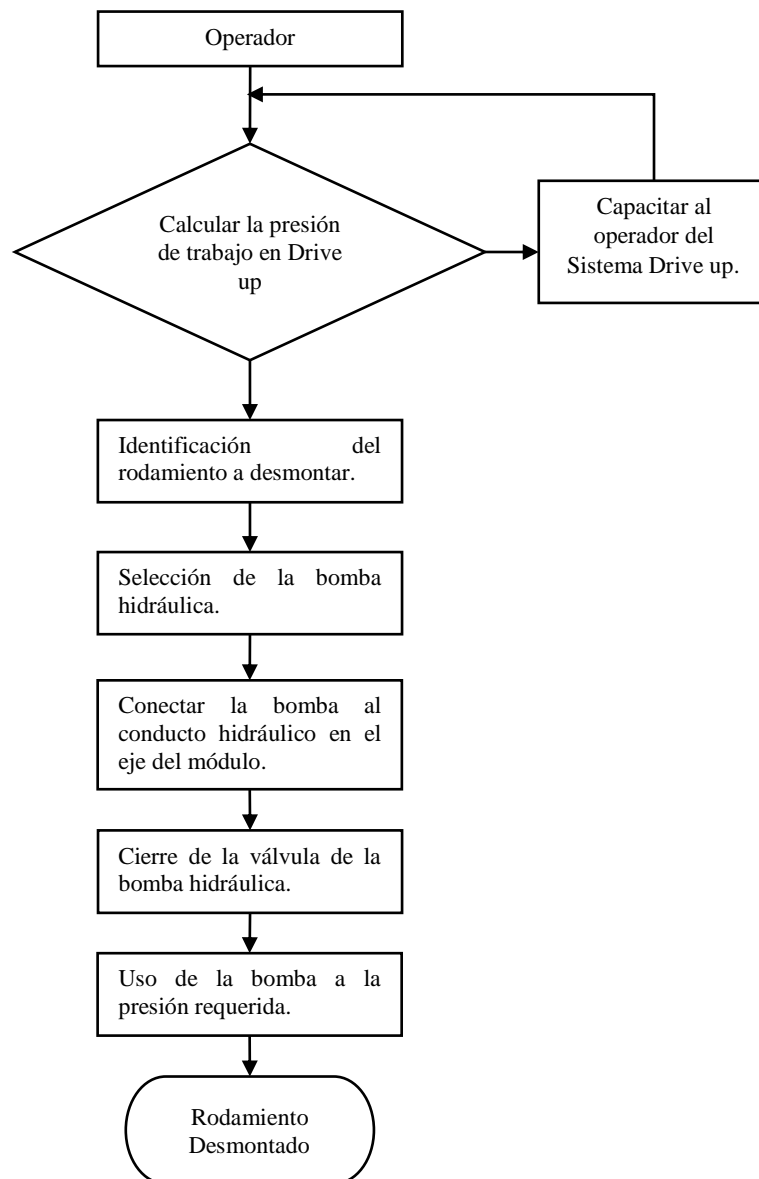 Operador
Calcular la presión
de trabajo en Drive
up
Capacitar al
operador del
Sistema Drive up.
Identificación del
rodamiento a desmontar.
Selección de la bomba
hidráulica.
Conectar la bomba al
conducto hidráulico en el
eje del módulo.
Cierre de la válvula de la
bomba hidráulica.
Uso de la bomba a la
presión requerida.
Rodamiento
Desmontado